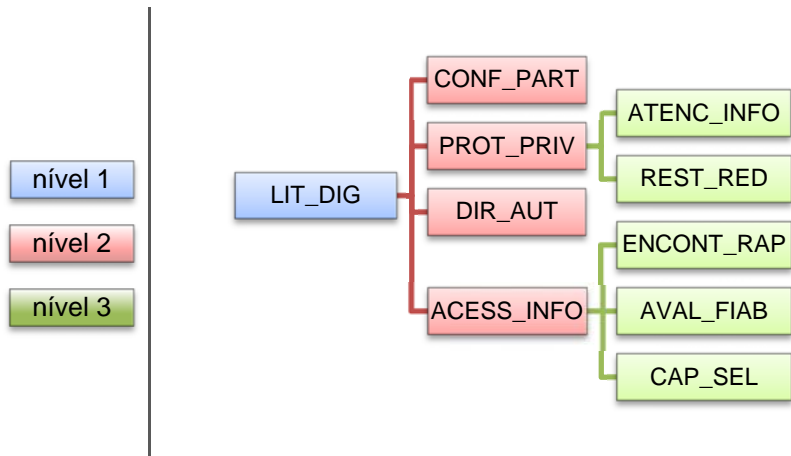 nível 1
nível 2
nível 3
LIT_DIG
CONF_PART
PROT_PRIV
DIR_AUT
ACESS_INFO
ATENC_INFO
REST_RED
ENCONT_RAP
AVAL_FIAB
CAP_SEL